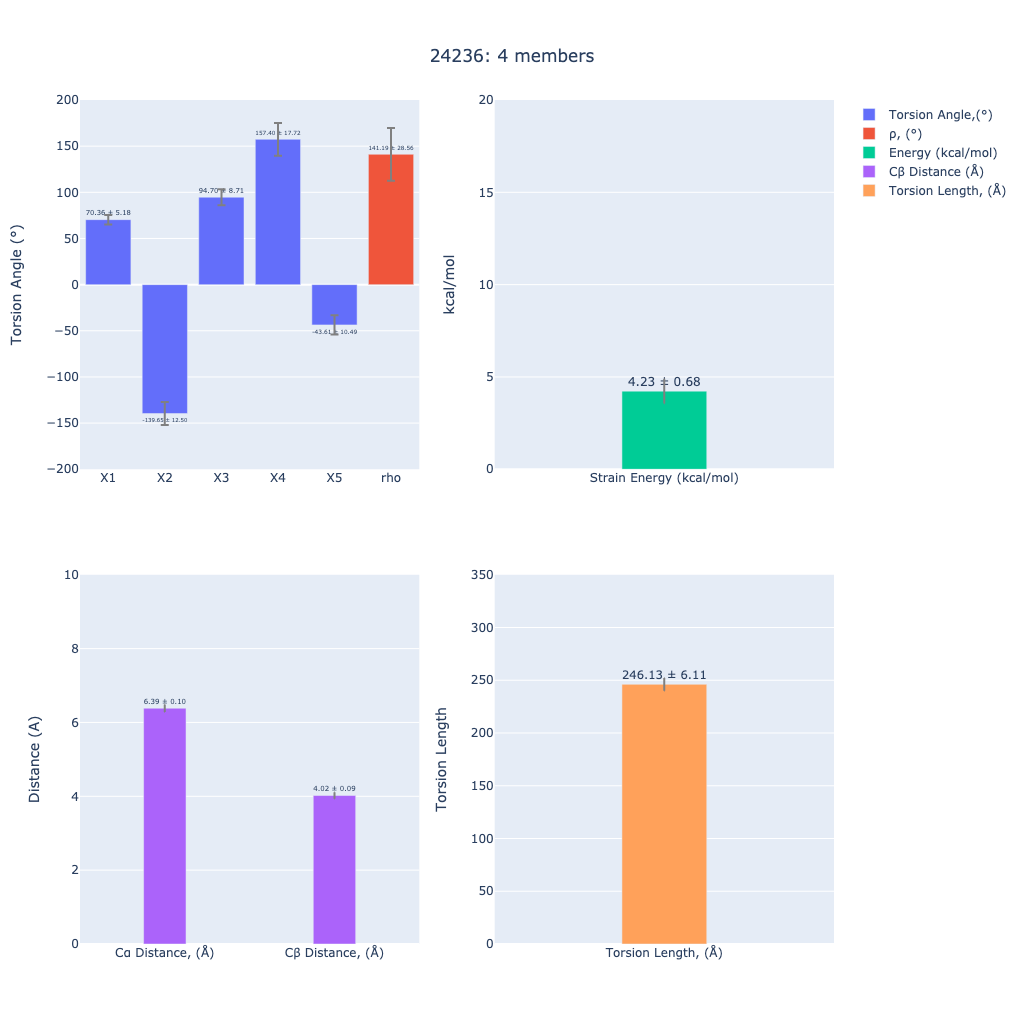 24236: 4 members
Torsion Angle (°)
200
150
100
50
0
−50
−100
−150
−200
70.36 ± 5.18
-139.65 ± 12.50
94.70 ± 8.71
157.40 ± 17.72
-43.61 ± 10.49
141.19 ± 28.56
X1 X2 X3 X4 X5 rho
kcal/mol
20
15
10
5
0
4.23 ± 0.68
Strain Energy (kcal/mol)
Torsion Angle,(°)
ρ, (°)
Energy (kcal/mol)
Cβ Distance (Å)
Torsion Length, (Å)
Distance (A)
10
8
6
4
2
0
6.39 ± 0.10
4.02 ± 0.09
Cα Distance, (Å) Cβ Distance, (Å)
Torsion Length
350
300
250
200
150
100
50
0
246.13 ± 6.11
Torsion Length, (Å)